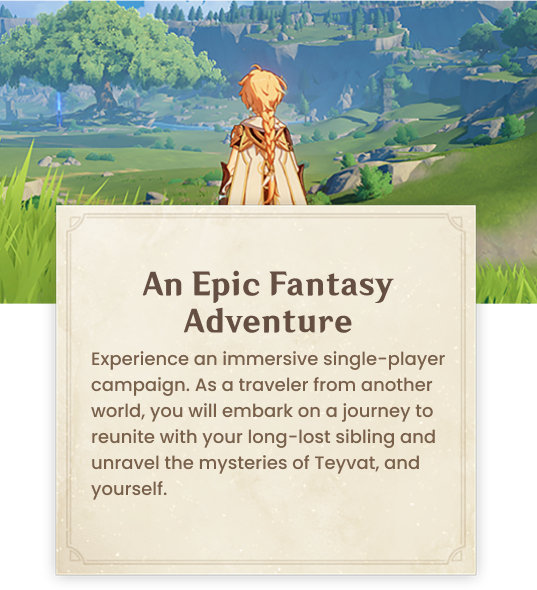 An Epic Fantasy
Adventure
Experience an immersive single-player
campaign. As a traveler from another
world, you will embark on a journey to
reunite with your long-lost sibling and
unravel the mysteries of Teyvat, and
yourself.